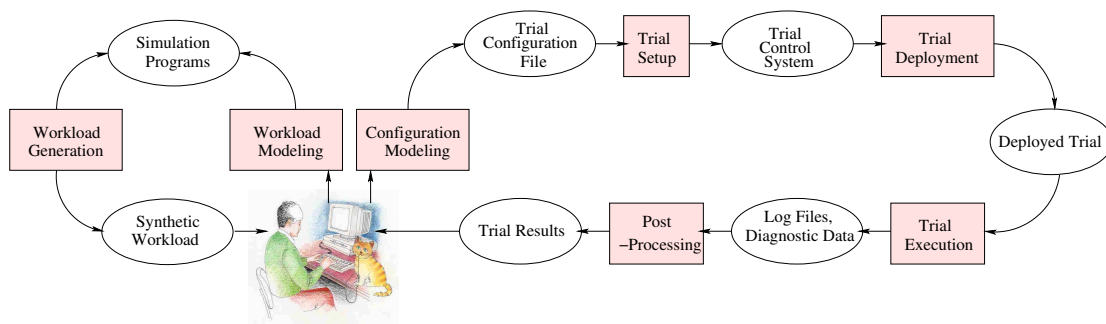 Simulation
Programs
Trial
Configuration
File
Trial
Setup
Trial
Control
System
Trial
Deployment
Workload
Generation
Workload
Modeling
Configuration
Modeling
Deployed Trial
Synthetic
Workload
Trial Results
Post
−Processing
Log Files,
Diagnostic Data
Trial
Execution